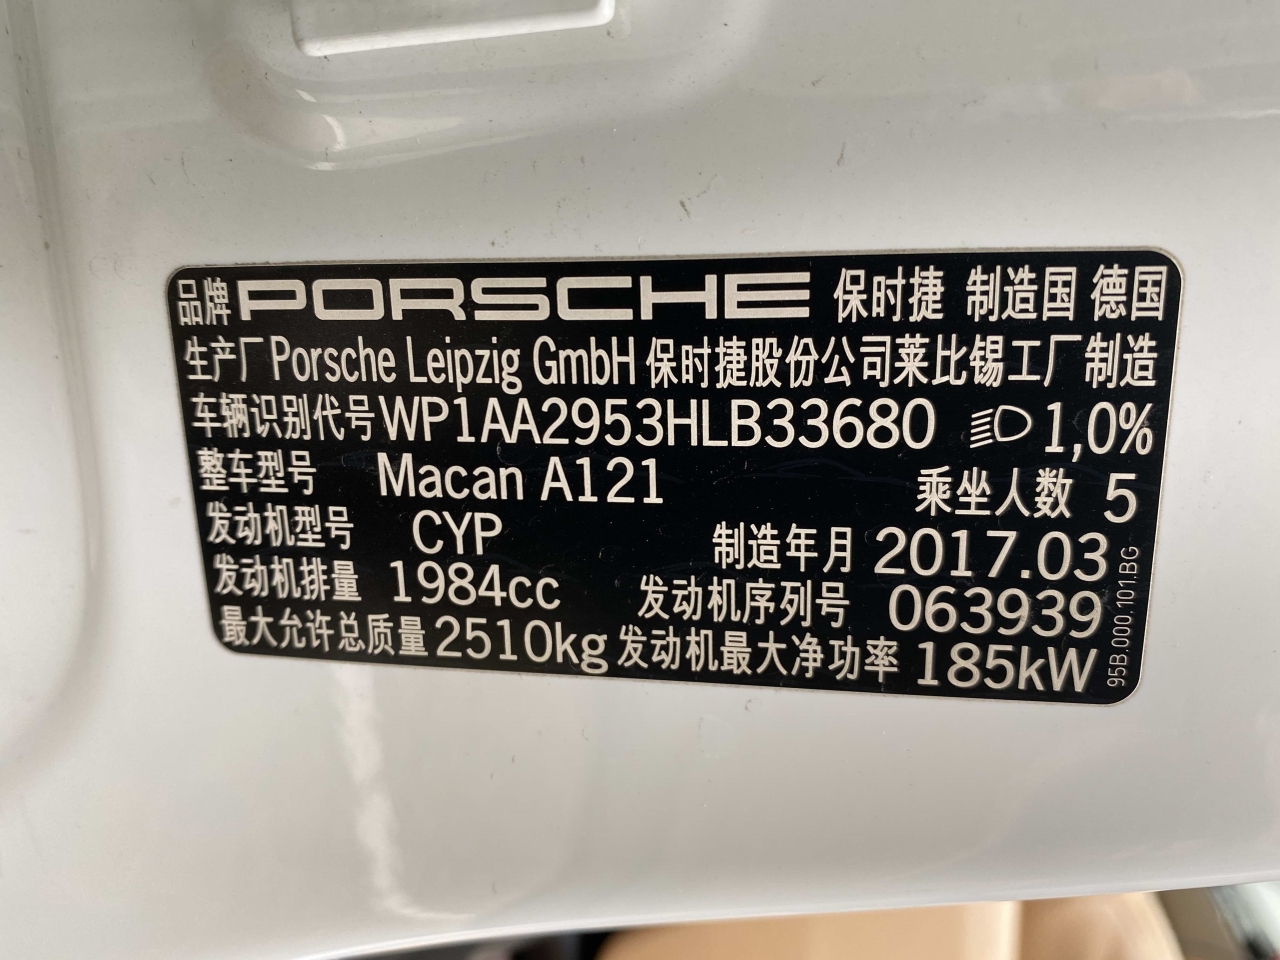 品牌 PORSCHE 保时捷 制造国 德国
生产厂 Porsche Leipzig GmbH 保时捷股份公司莱比锡工厂制造
车辆识别代号 WP1AA2953HLB33680 1,0%
整车型号 Macan A121 乘坐人数 5
发动机型号 CYP 制造年月 2017.03
发动机排量 1984cc 发动机序列号 063939
最大允许总质量 2510kg 发动机最大净功率 185kW
95B.000.101.BG